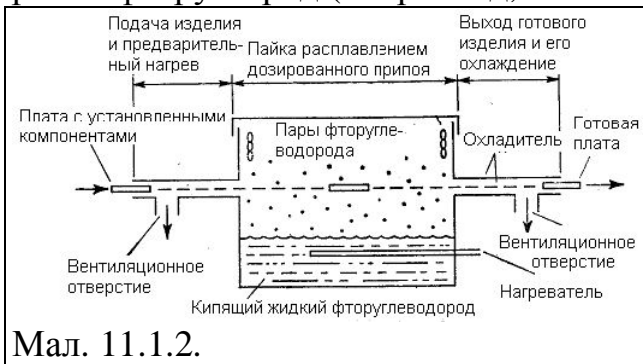 Подача изделия
и предваритель-
ный нагрев
Пайка расплавлением
дозированного припоя
Выход готового
изделия и его
охлаждение
Плата с установленными
компонентами
Пары фторугле-
водорода
Охладитель
Готовая
плата
Вентиляционное
отверстие
Вентиляционное
отверстие
Нагреватель
Кипящий жидкий фторуглеводород
Мал. 11.1.2.